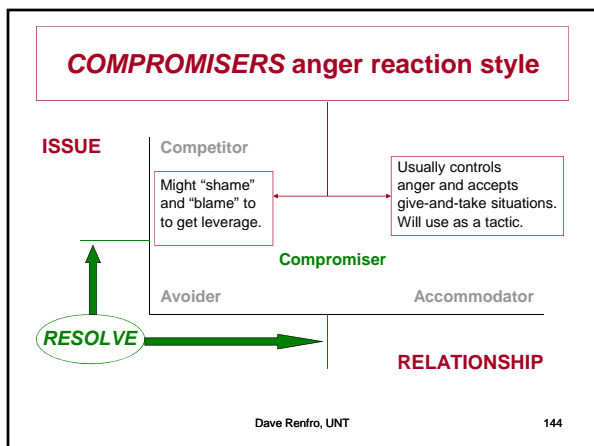 COMPROMISERS anger reaction style
ISSUE
Competitor
Might “shame”
and “blame” to
to get leverage.
Usually controls
anger and accepts
give-and-take situations.
Will use as a tactic.
Compromiser
Avoider
Accommodator
RESOLVE
RELATIONSHIP
Dave Renfro, UNT
144